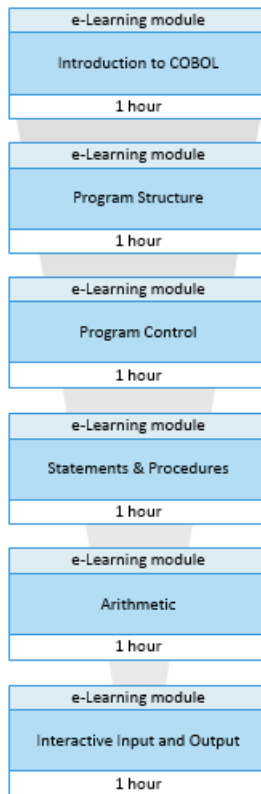 e-Learning module
Introduction to COBOL
1 hour
e-Learning module
Program Structure
1 hour
e-Learning module
Program Control
1 hour
e-Learning module
Statements & Procedures
1 hour
e-Learning module
Arithmetic
1 hour
e-Learning module
Interactive Input and Output
1 hour